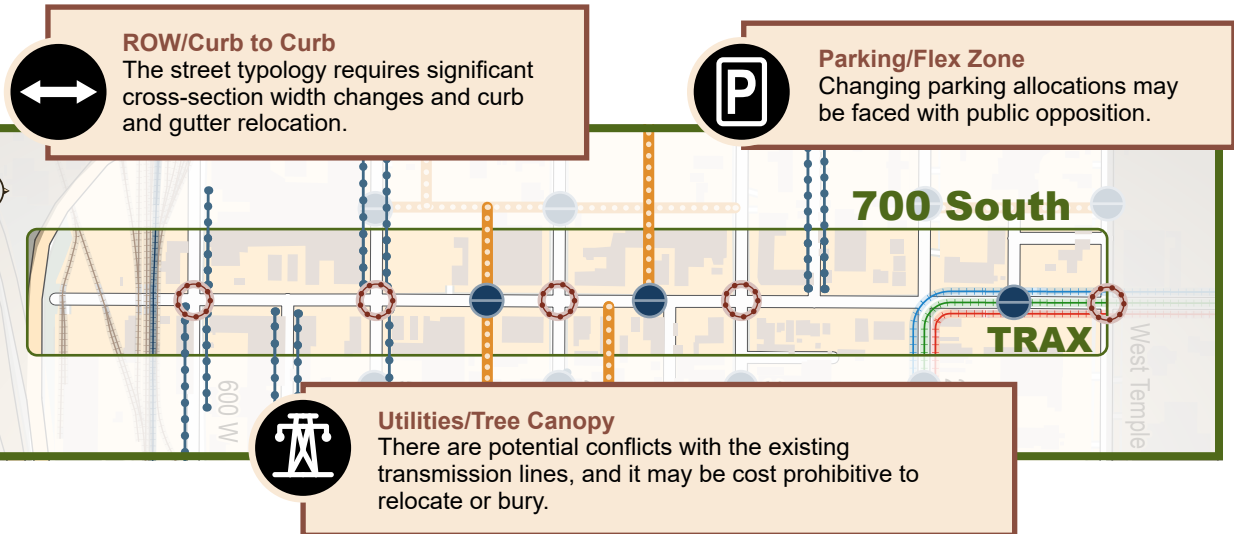 ROW/Curb to Curb
The street typology requires significant
cross-section width changes and curb
and gutter relocation.
P
Parking/Flex Zone
Changing parking allocations may
be faced with public opposition.
700 South
TRAX
600 W
West Temple
Utilities/Tree Canopy
There are potential conflicts with the existing
transmission lines, and it may be cost prohibitive to
relocate or bury.